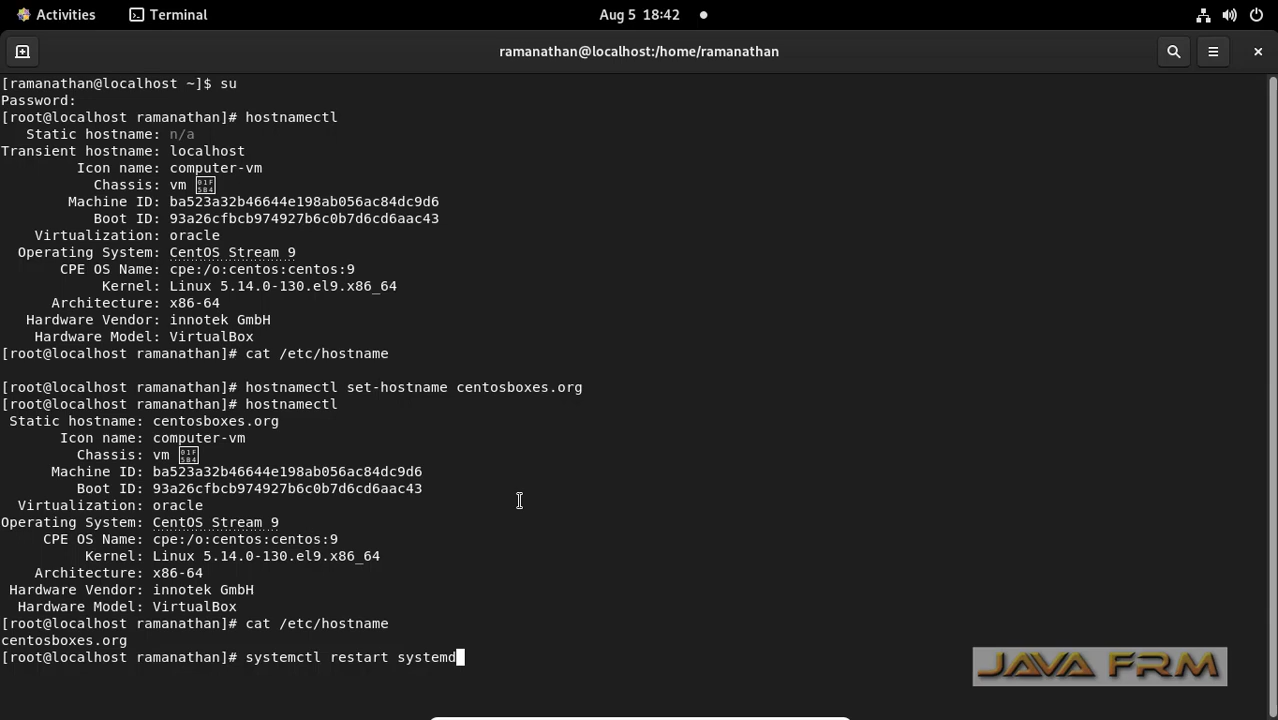 Activities Terminal Aug 5 18:42
ramanathan@localhost:/home/ramanathan
[ramanathan@localhost ~]$ su
Password:
[root@localhost ramanathan]# hostnamectl
Static hostname: n/a
Transient hostname: localhost
Icon name: computer-vm
Chassis: vm
Machine ID: ba523a32b46644e198ab056ac84dc9d6
Boot ID: 93a26cfbcb974927b6c0b7d6cd6aac43
Virtualization: oracle
Operating System: CentOS Stream 9
CPE OS Name: cpe:/o:centos:centos:9
Kernel: Linux 5.14.0-130.el9.x86_64
Architecture: x86-64
Hardware Vendor: innotek GmbH
Hardware Model: VirtualBox
[root@localhost ramanathan]# cat /etc/hostname
[root@localhost ramanathan]# hostnamectl set-hostname centosboxes.org
[root@localhost ramanathan]# hostnamectl
Static hostname: centosboxes.org
Icon name: computer-vm
Chassis: vm
Machine ID: ba523a32b46644e198ab056ac84dc9d6
Boot ID: 93a26cfbcb974927b6c0b7d6cd6aac43
Virtualization: oracle
Operating System: CentOS Stream 9
CPE OS Name: cpe:/o:centos:centos:9
Kernel: Linux 5.14.0-130.el9.x86_64
Architecture: x86-64
Hardware Vendor: innotek GmbH
Hardware Model: VirtualBox
[root@localhost ramanathan]# cat /etc/hostname
centosboxes.org
[root@localhost ramanathan]# systemctl restart systemd
JAVA FRM